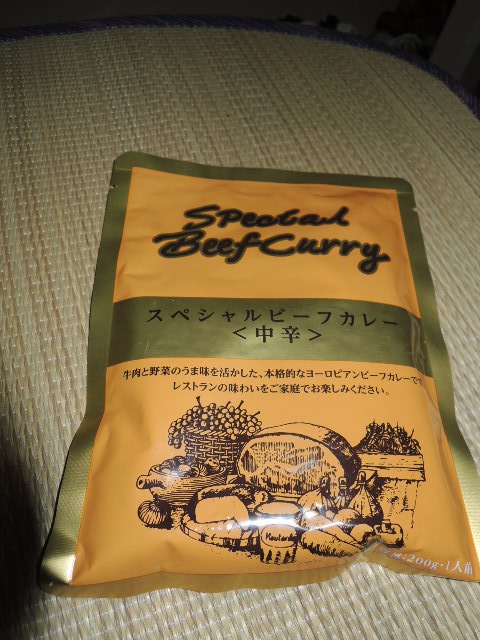 Special
Beef Curry
スペシャルビーフカレー
<中辛>
牛肉と野菜のうま味を活かした、本格的なヨーロピアンビーフカレーです
レストランの味わいをご家庭でお楽しみください。
Mustard
200g・1人前